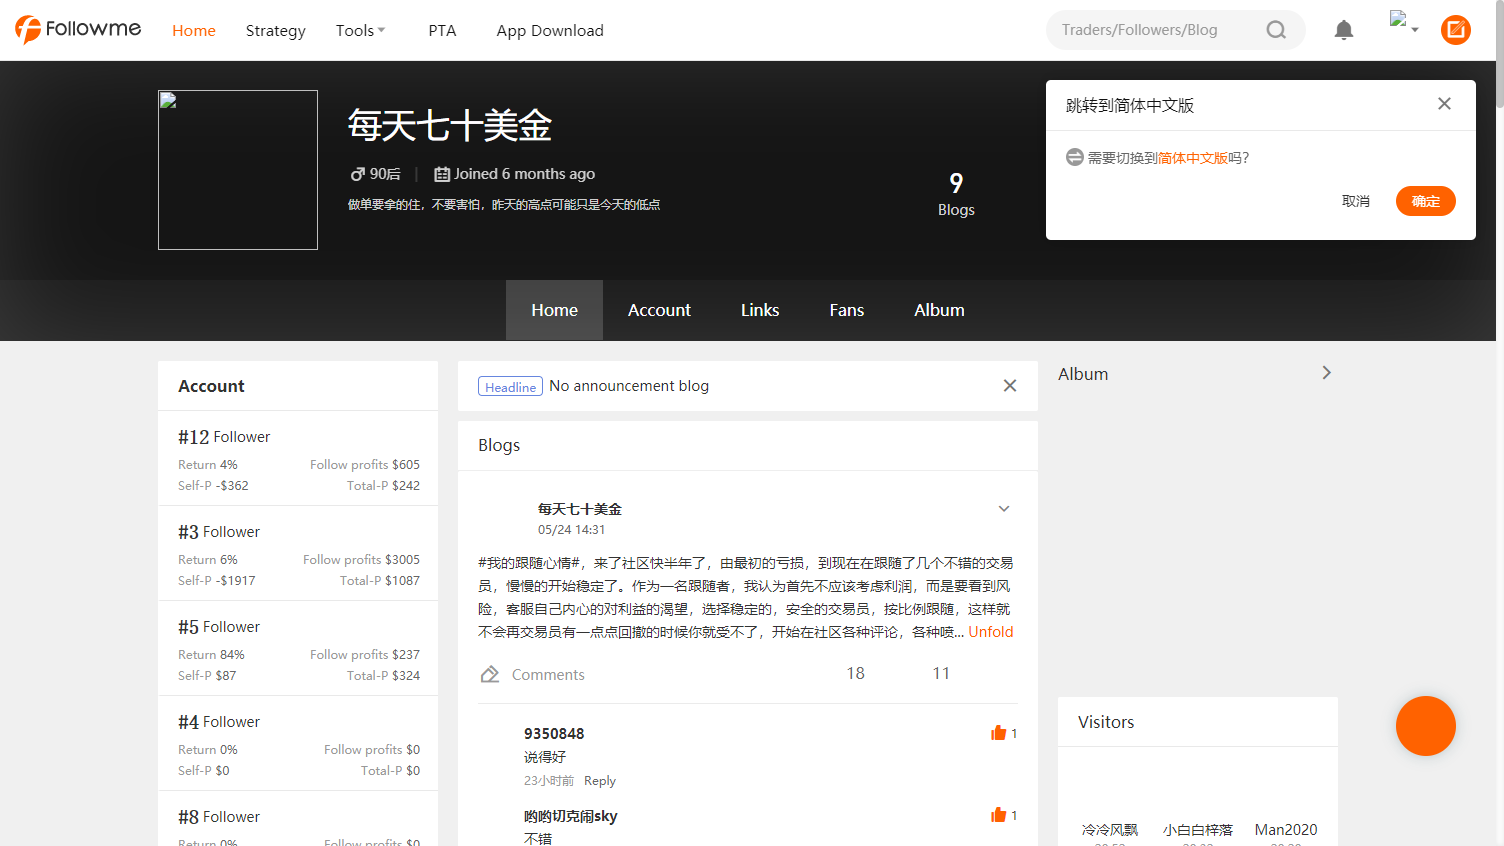 Followme
Home
Strategy
Tools
PTA
App Download
Traders/Followers/Blog
跳转到简体中文版
需要切换到简体中文版吗?
取消
确定
每天七十美金
90后
Joined 6 months ago
做单要拿的住，不要害怕，昨天的高点可能只是今天的低点
9
Blogs
Home
Account
Links
Fans
Album
Account
#12 Follower
Return 4%
Follow profits $605
Self-P -$362
Total-P $242
#3 Follower
Return 6%
Follow profits $3005
Self-P -$1917
Total-P $1087
#5 Follower
Return 84%
Follow profits $237
Self-P $87
Total-P $324
#4 Follower
Return 0%
Follow profits $0
Self-P $0
Total-P $0
#8 Follower
Return 0%
Follow profits $0
Headline No announcement blog
Blogs
每天七十美金
05/24 14:31
#我的跟随心情#，来了社区快半年了，由最初的亏损，到现在在跟随了几个不错的交易
员，慢慢的开始稳定了。作为一名跟随者，我认为首先不应该考虑利润，而是要看到风
险，客服自己内心的对利益的渴望，选择稳定的，安全的交易员，按比例跟随，这样就
不会再交易员有一点点回撤的时候你就受不了，开始在社区各种评论，各种喷... Unfold
Comments
18
11
9350848
1
说得好
23小时前
Reply
哟哟切克闹sky
1
不错
Album
Visitors
冷冷风飘
小白白梓落
Man2020